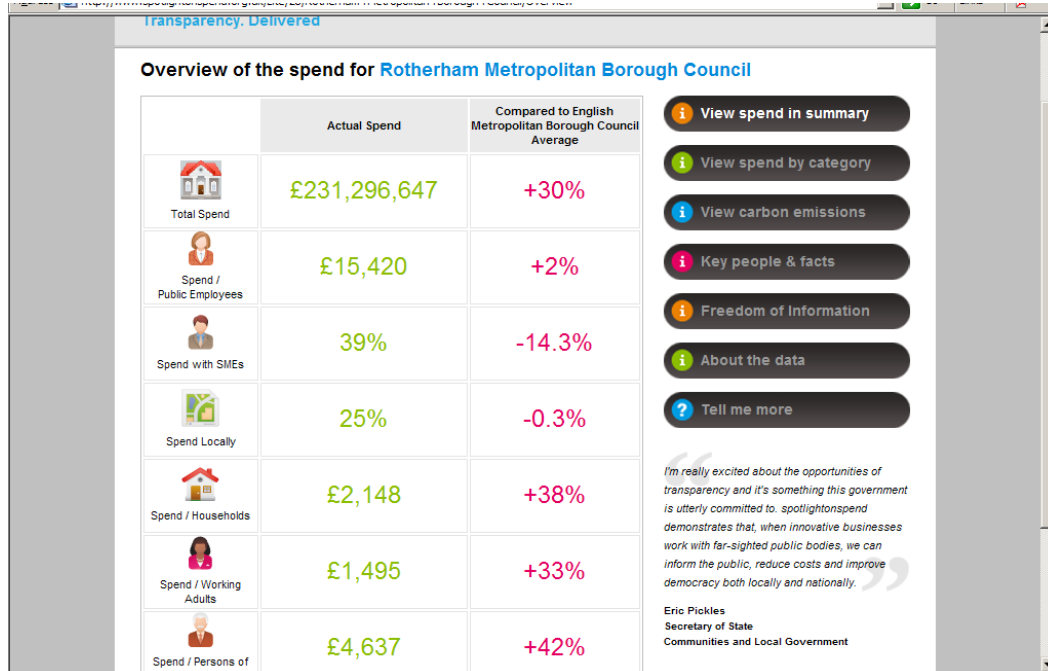 Transparency. Delivered
Overview of the spend for Rotherham Metropolitan Borough Council
Actual Spend
Compared to English
Metropolitan Borough Council
Average
Total Spend
£231,296,647
+30%
Spend /
Public Employees
£15,420
+2%
Spend with SMEs
39%
-14.3%
Spend Locally
25%
-0.3%
Spend / Households
£2,148
+38%
Spend / Working
Adults
£1,495
+33%
Spend / Persons of
£4,637
+42%
View spend in summary
View spend by category
View carbon emissions
Key people & facts
Freedom of Information
About the data
Tell me more
I'm really excited about the opportunities of
transparency and it's something this government
is utterly committed to. spotlightonspend
demonstrates that, when innovative businesses
work with far-sighted public bodies, we can
inform the public, reduce costs and improve
democracy both locally and nationally.
Eric Pickles
Secretary of State
Communities and Local Government